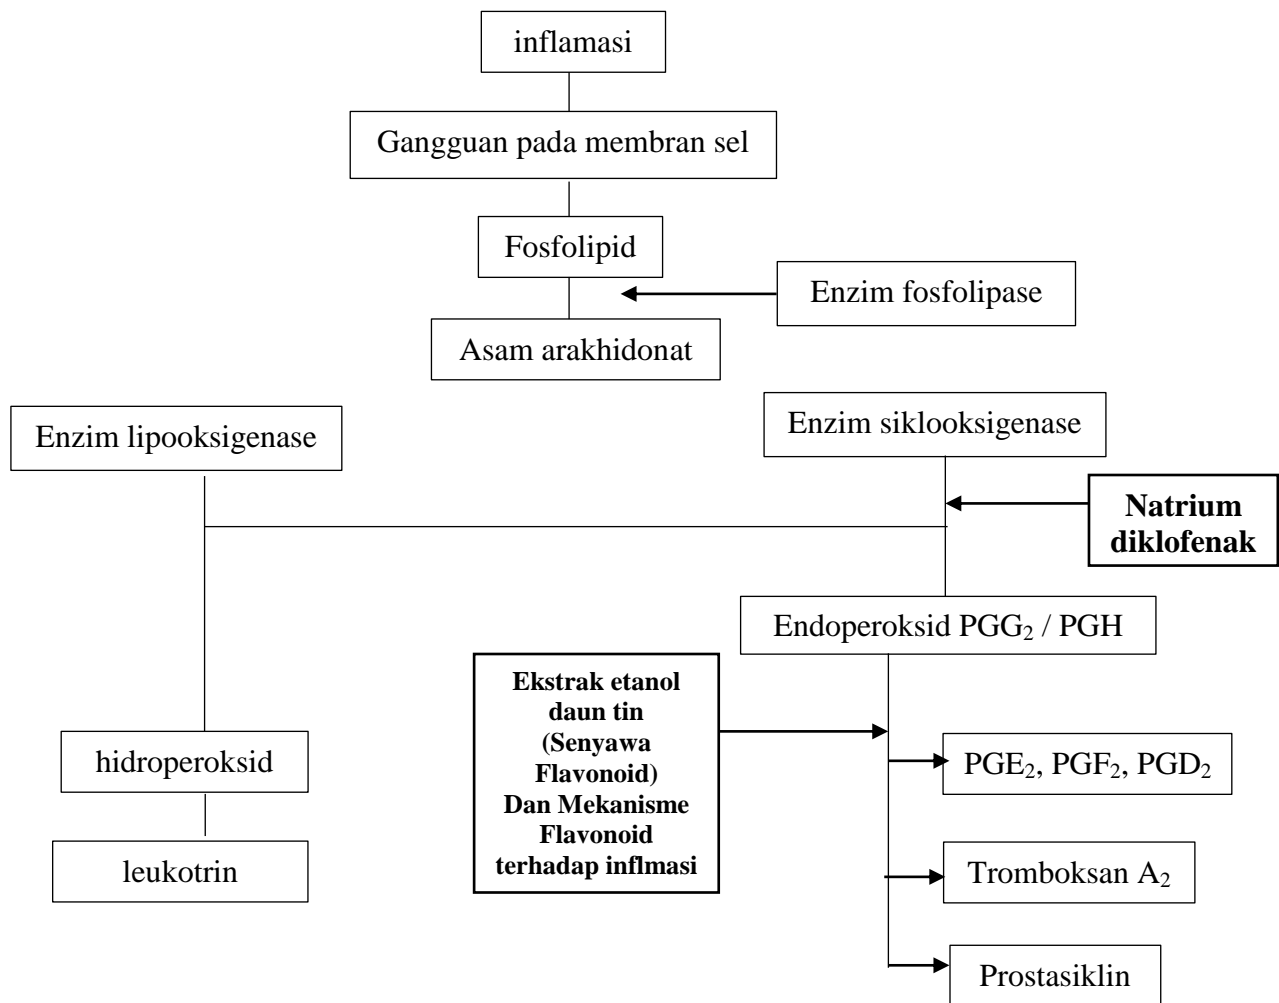 inflamasi
Gangguan pada membran sel
Fosfolipid
Enzim fosfolipase
Asam arakhidonat
Enzim lipooksigenase
Enzim siklooksigenase
Natrium
diklofenak
Endoperoksid PGG₂ / PGH
Ekstrak etanol
daun tin
(Senyawa
Flavonoid)
Dan Mekanisme
Flavonoid
terhadap inflmasi
hidroperoksid
PGE₂, PGF₂, PGD₂
leukotrin
Tromboksan A₂
Prostasiklin